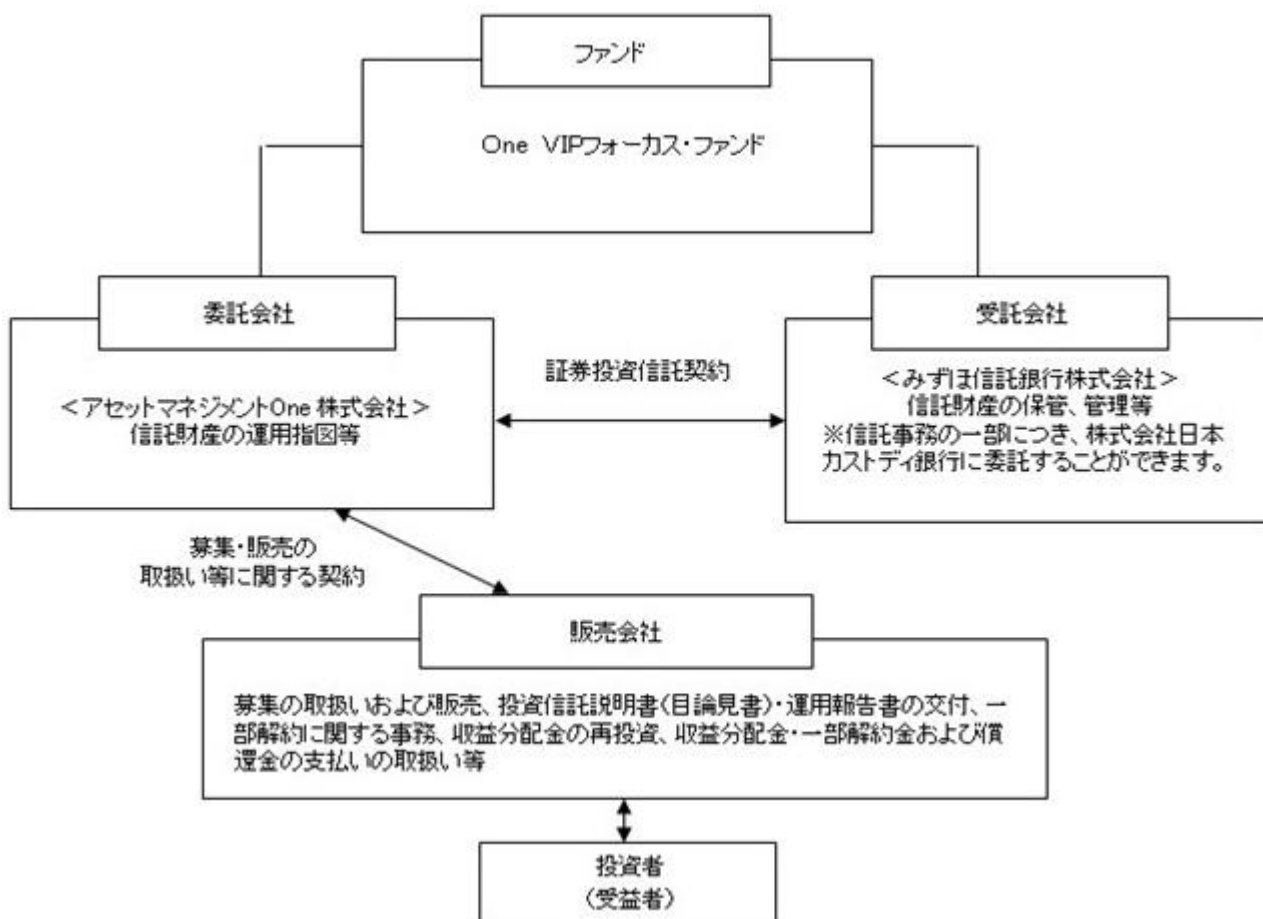 ファンド
One VIPフォーカス・ファンド
委託会社
<アセットマネジメントOne 株式会社>
信託財産の運用指図等
証券投資信託契約
受託会社
<みずほ信託銀行株式会社>
信託財産の保管、管理等
※信託事務の一部につき、株式会社日本
カストディ銀行に委託することができます。
募集・販売の
取扱い等に関する契約
販売会社
募集の取扱いおよび販売、投資信託説明書(目論見書)・運用報告書の交付、一
部解約に関する事務、収益分配金の再投資、収益分配金・一部解約金および償
還金の支払いの取扱い等
投資者
(受益者)